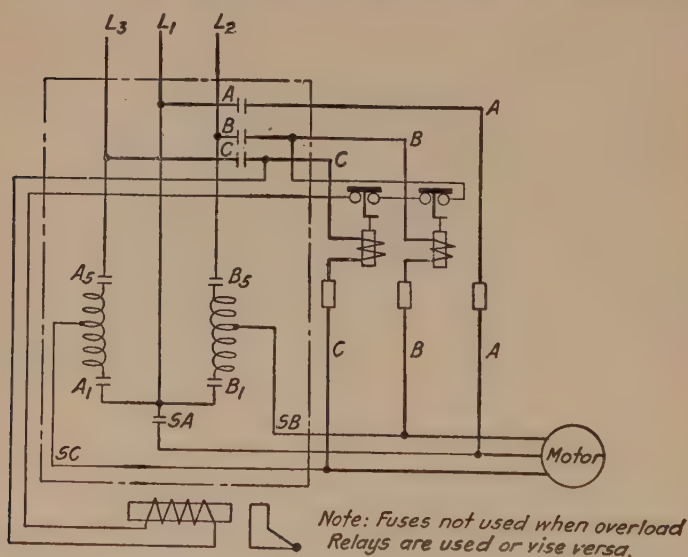 L3 L1 L2
A A
B B
C C
A5 B5
C B A
A1 B1
SA SB
SC
Motor
Note: Fuses not used when overload
Relays are used or vise versa.